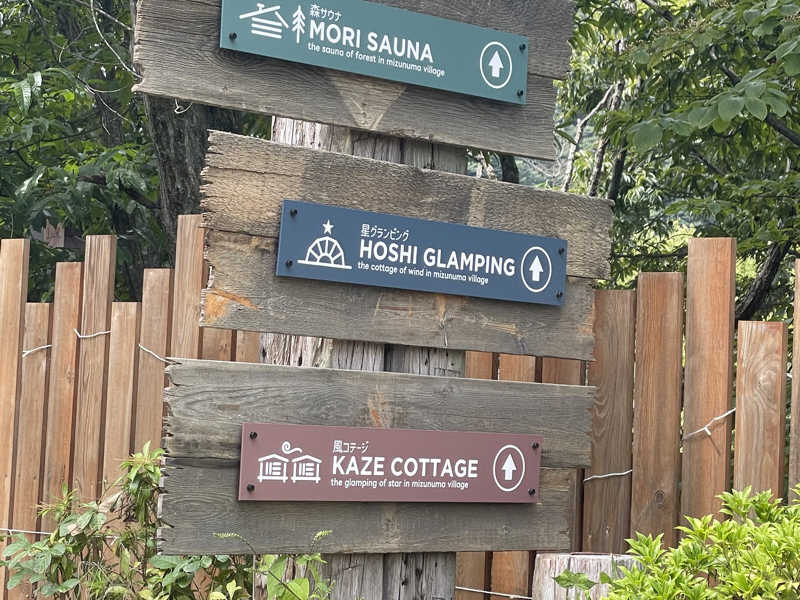 森サウナ
MORI SAUNA
the sauna of forest in mizunuma village
星グランピング
HOSHI GLAMPING
the cottage of wind in mizunuma village
風コテージ
KAZE COTTAGE
the glamping of star in mizunuma village